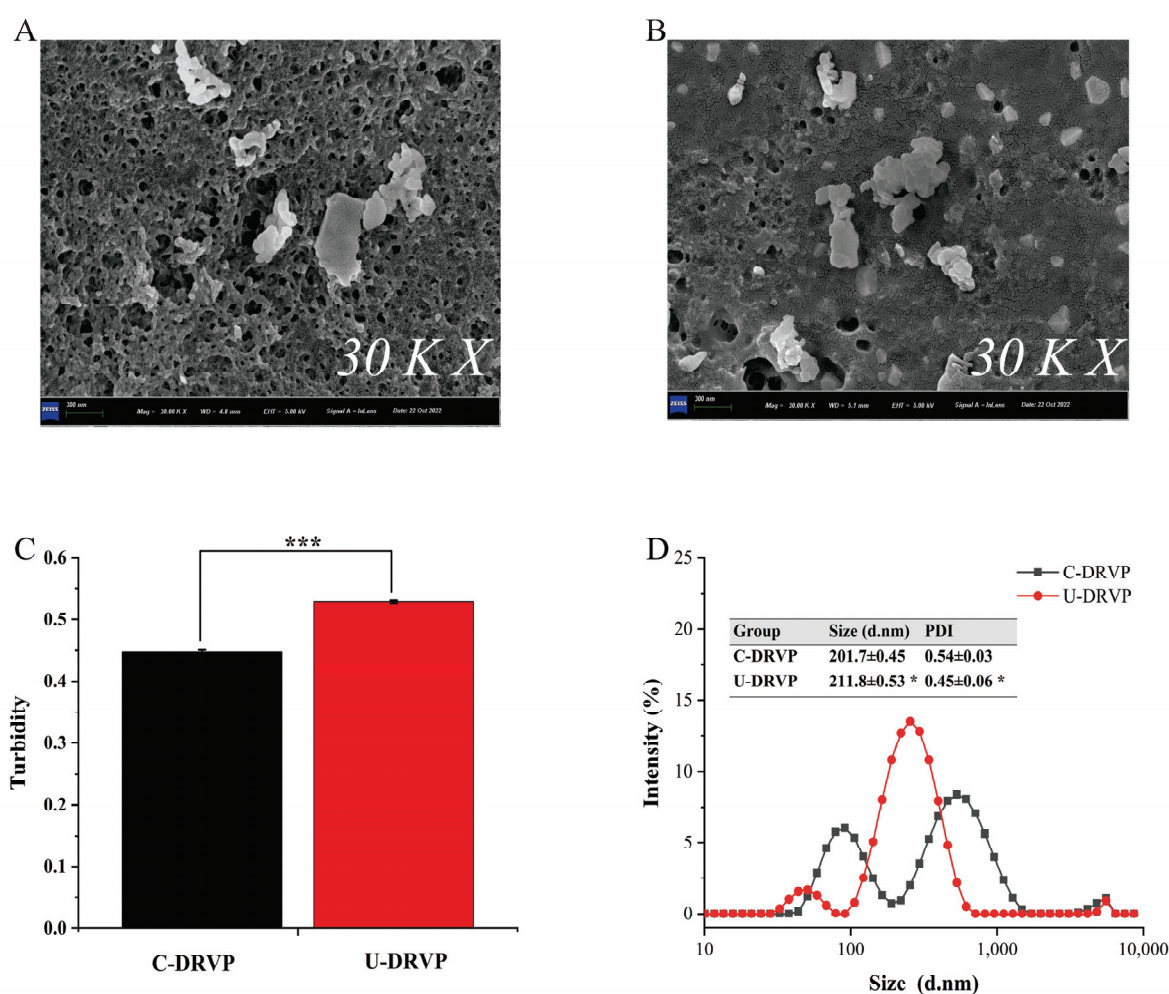 A
B
30 K X
30 K X
ZEISS
300 nm
Mag = 30.00 K X WD = 4.8 mm EHT = 5.00 kV Signal A = InLens Date: 22 Oct 2022
ZEISS
300 nm
Mag = 30.00 K X WD = 5.1 mm EHT = 5.00 kV Signal A = InLens Date: 22 Oct 2022
C
***
0.6
0.5
0.4
0.3
0.2
0.1
0.0
Turbidity
C-DRVP
U-DRVP
D
25
20
15
10
5
0
Intensity (%)
C-DRVP
U-DRVP
Group Size (d.nm) PDI
C-DRVP 201.7±0.45 0.54±0.03
U-DRVP 211.8±0.53 * 0.45±0.06 *
10
100
1,000
10,000
Size (d.nm)